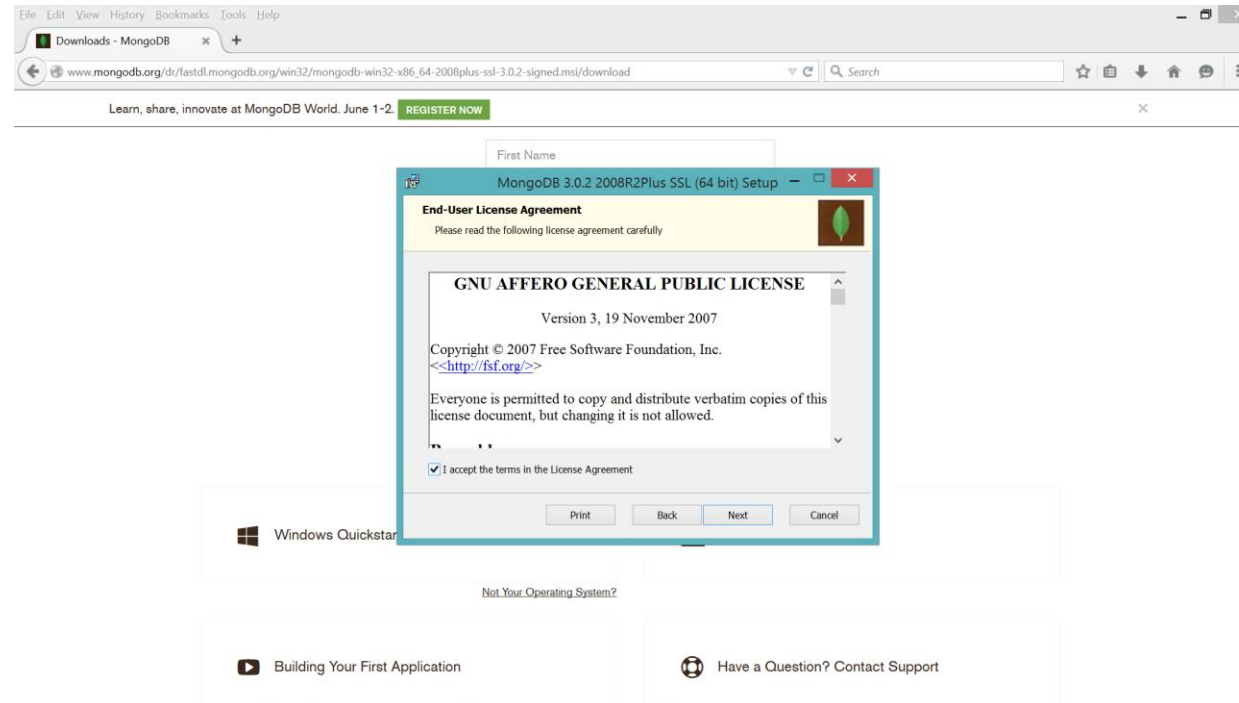 File Edit View History Bookmarks Tools Help
Downloads - MongoDB
www.mongodb.org/dr/fastdl.mongodb.org/win32/mongodb-win32-x86_64-2008plus-ssl-3.0.2-signed.msi/download
Search
Learn, share, innovate at MongoDB World. June 1-2. REGISTER NOW
First Name
MongoDB 3.0.2 2008R2Plus SSL (64 bit) Setup
End-User License Agreement
Please read the following license agreement carefully
GNU AFFERO GENERAL PUBLIC LICENSE
Version 3, 19 November 2007
Copyright © 2007 Free Software Foundation, Inc.
<<http://fsf.org/>>
Everyone is permitted to copy and distribute verbatim copies of this
license document, but changing it is not allowed.
I accept the terms in the License Agreement
Print Back Next Cancel
Windows Quickstar
Not Your Operating System?
Building Your First Application
Have a Question? Contact Support